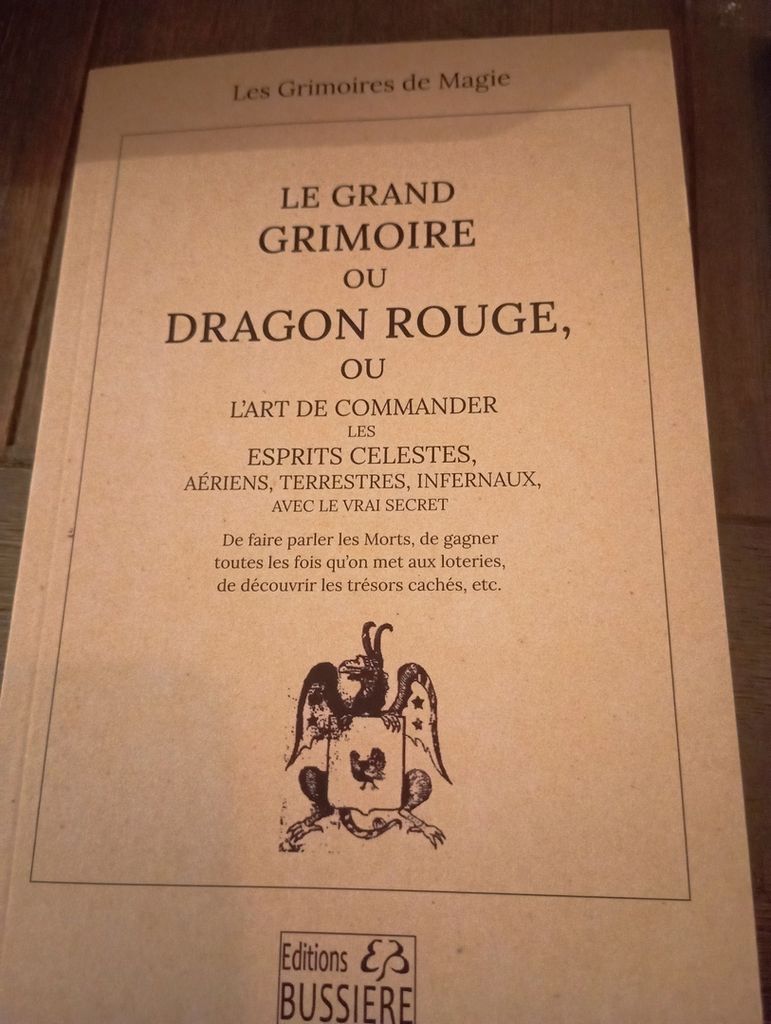 Les Grimoires de Magie
LE GRAND
GRIMOIRE
OU
DRAGON ROUGE,
OU
L'ART DE COMMANDER
LES
ESPRITS CELESTES,
AÉRIENS, TERRESTRES, INFERNAUX,
AVEC LE VRAI SECRET
De faire parler les Morts, de gagner
toutes les fois qu'on met aux loteries,
de découvrir les trésors cachés, etc.
Editions EB
BUSSIERE